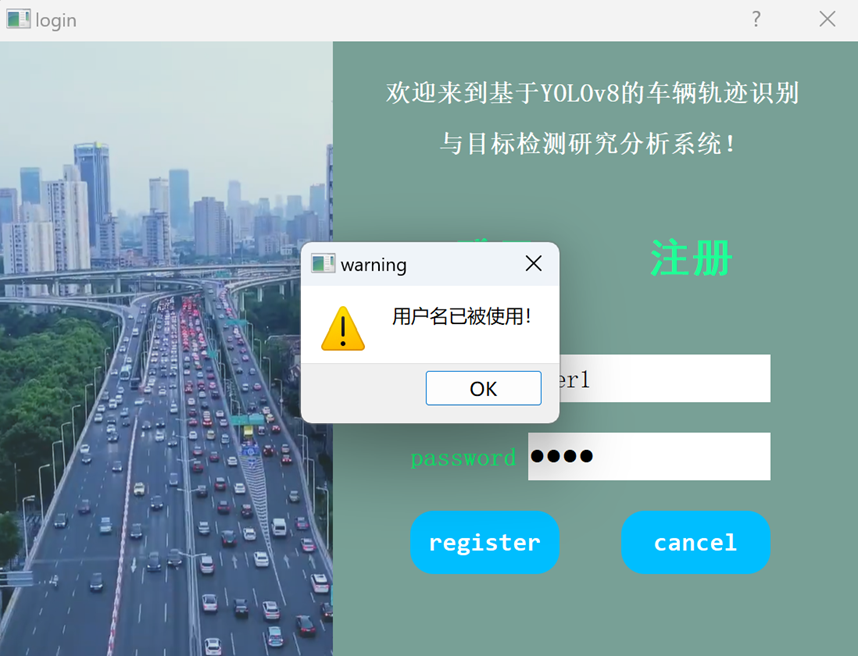 login
欢迎来到基于YOLOv8的车辆轨迹识别
与目标检测研究分析系统！
注册
warning
用户名已被使用！
OK
er1
password
register
cancel